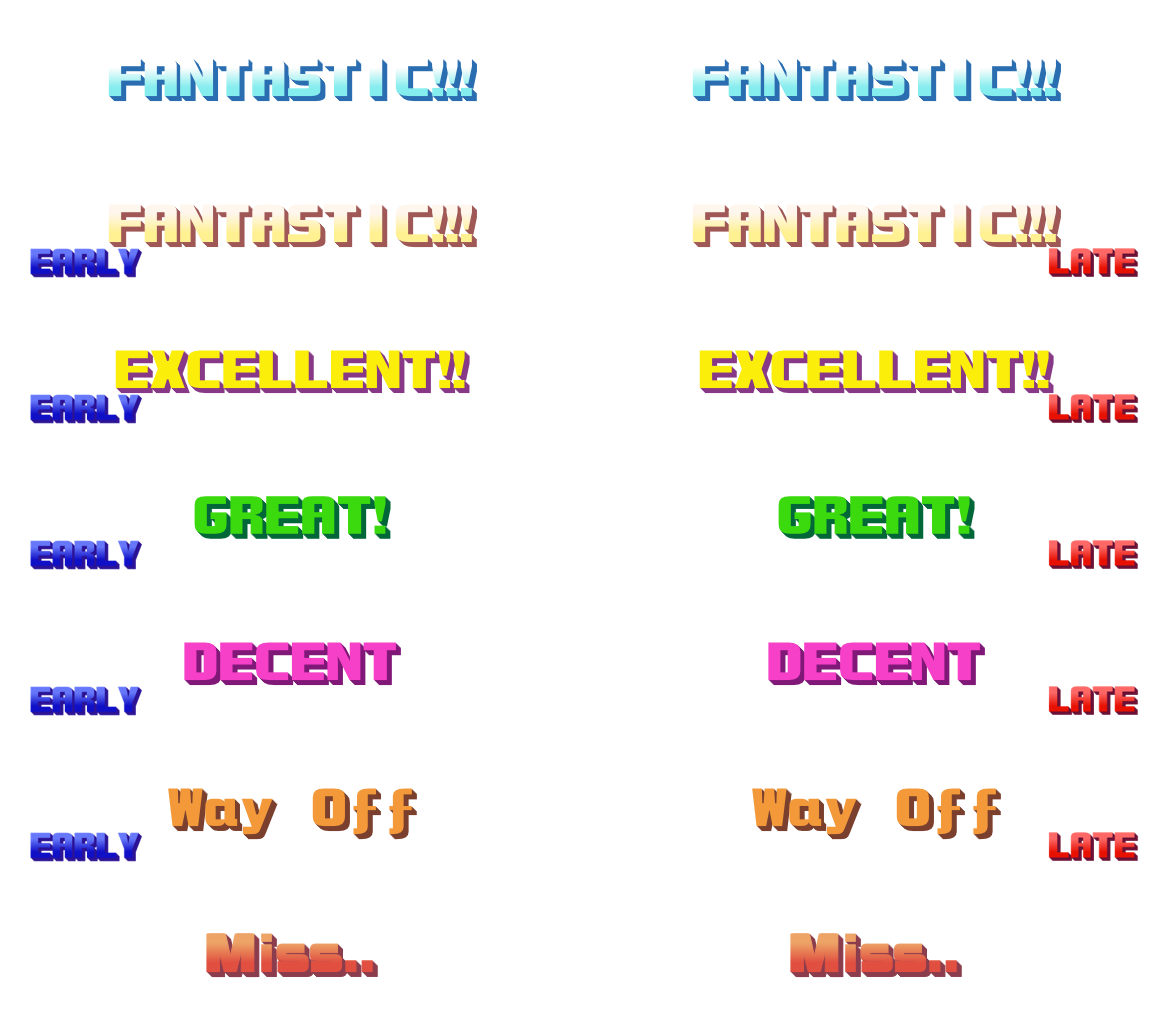 FANTASTIC!!! FANTASTIC!!!
FANTASTIC!!! FANTASTIC!!!
EARLY LATE
EXCELLENT!! EXCELLENT!!
EARLY LATE
GREAT! GREAT!
EARLY LATE
DECENT DECENT
EARLY LATE
Way Off Way Off
EARLY LATE
Miss.. Miss..